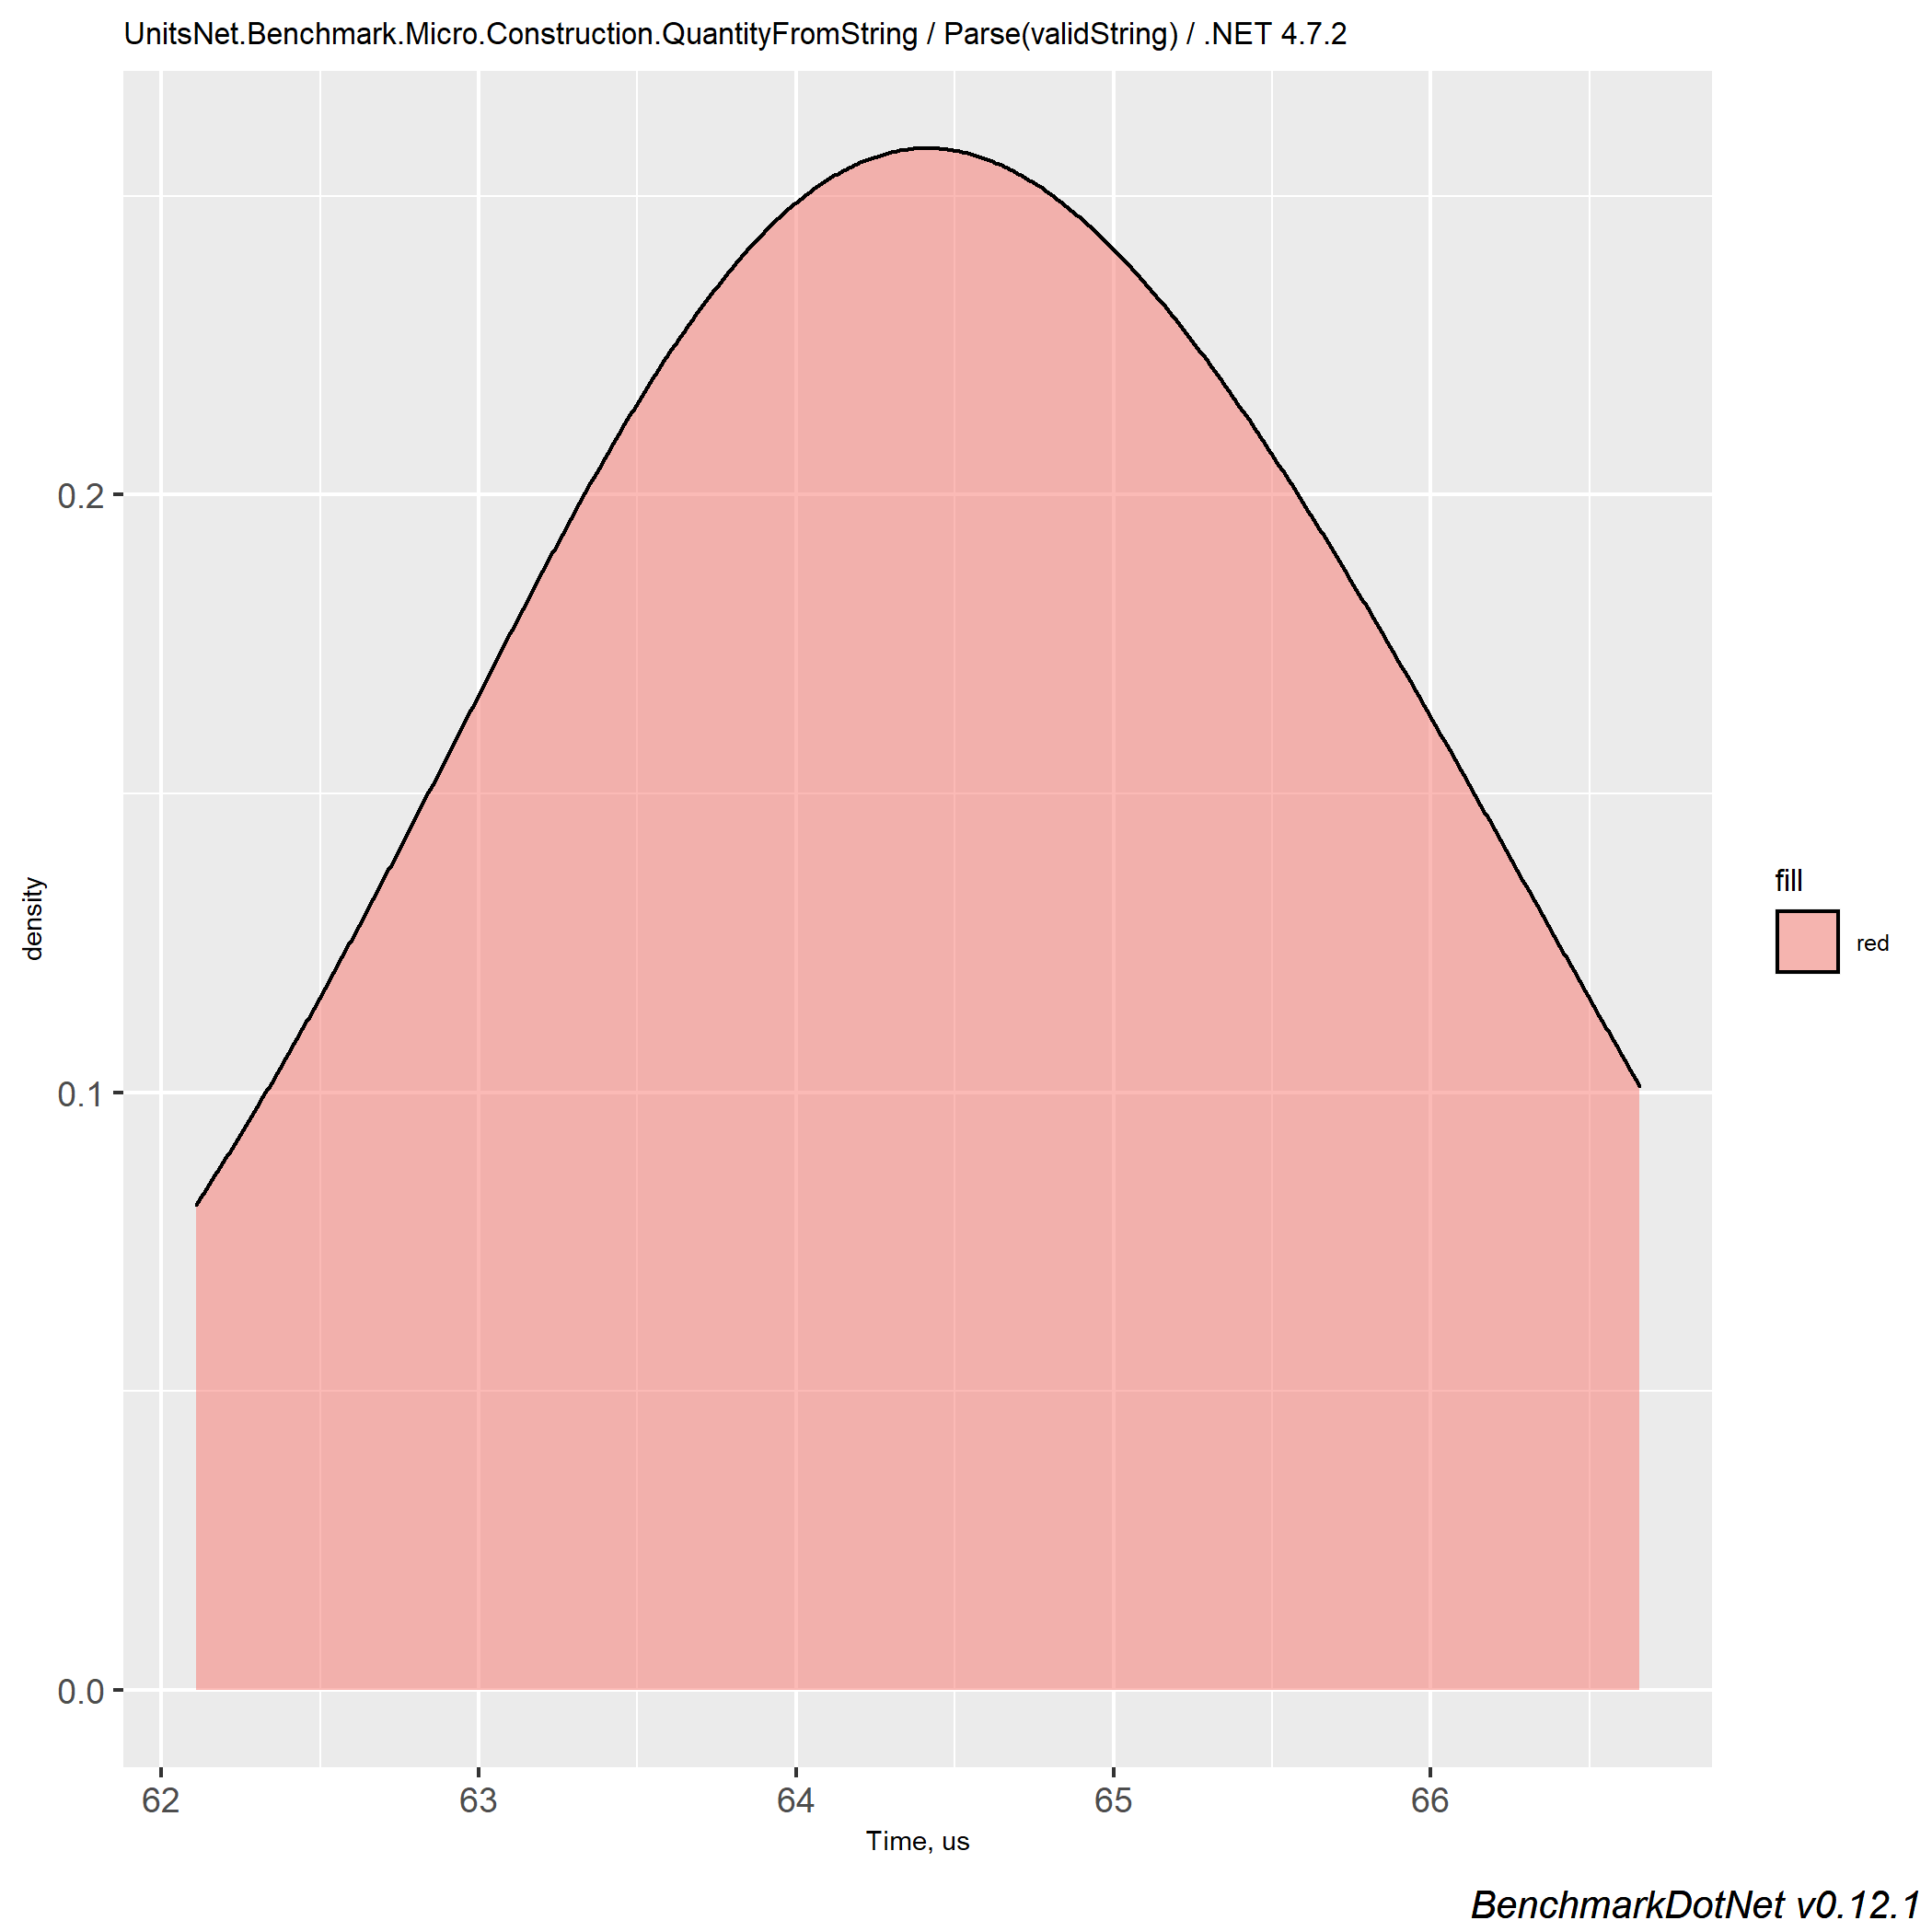 UnitsNet.Benchmark.Micro.Construction.QuantityFromString / Parse(validString) / .NET 4.7.2
0.2
0.1
0.0
density
62 63 64 65 66
Time, us
fill
red
BenchmarkDotNet v0.12.1